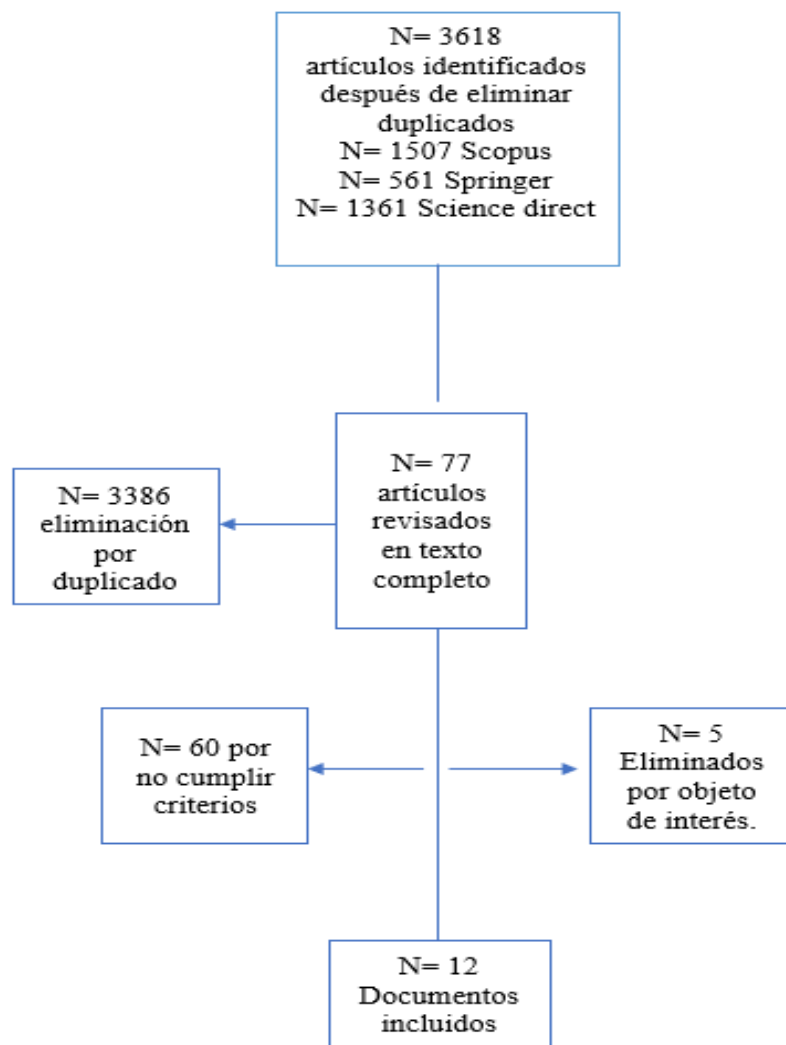 N= 3618
artículos identificados
después de eliminar
duplicados
N= 1507 Scopus
N= 561 Springer
N= 1361 Science direct
N= 77
artículos
revisados
en texto
completo
N= 3386
eliminación
por
duplicado
N= 60 por
no cumplir
criterios
N= 5
Eliminados
por objeto
de interés.
N= 12
Documentos
incluidos